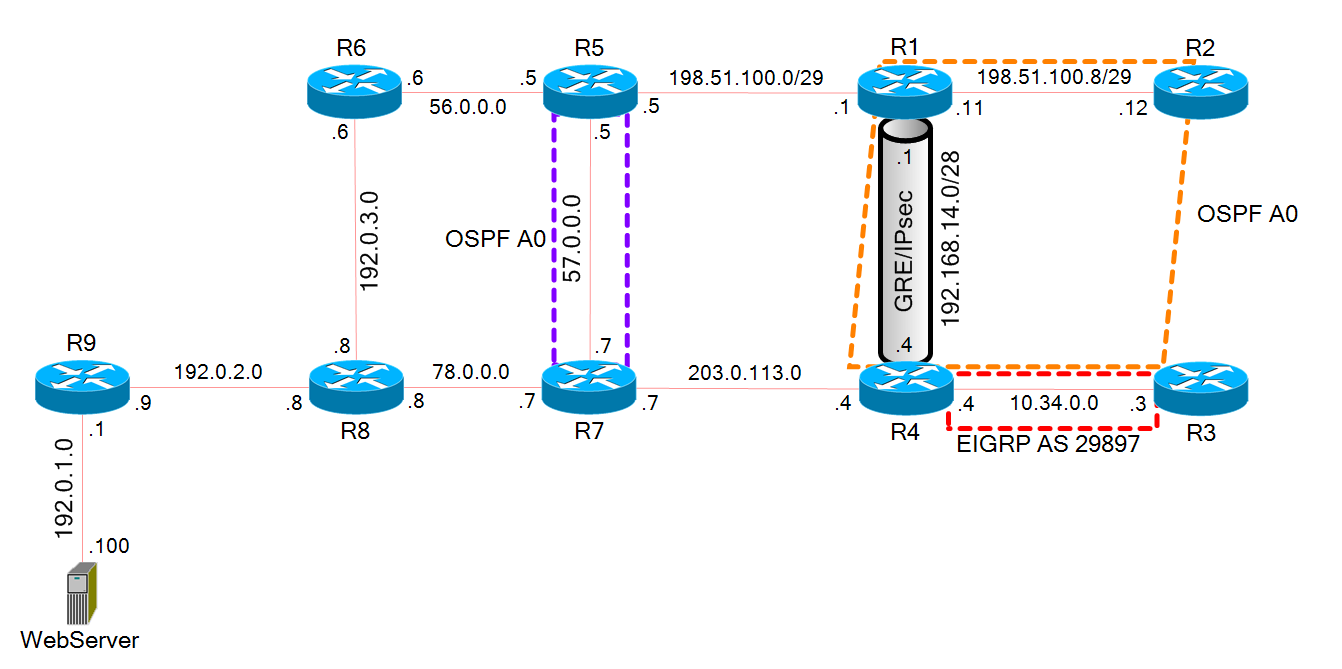 R6
R5
R1
R2
.6
.5
198.51.100.0/29
198.51.100.8/29
56.0.0.0
.5
.1
.11
.12
.6
.5
.1
192.0.3.0
OSPF A0
57.0.0.0
GRE/IPsec
192.168.14.0/28
OSPF A0
R9
.8
.7
.4
192.0.2.0
78.0.0.0
203.0.113.0
.9
.8
.8
.7
.7
.4
.4
10.34.0.0
.3
.1
R8
R7
R4
R3
EIGRP AS 29897
192.0.1.0
.100
WebServer